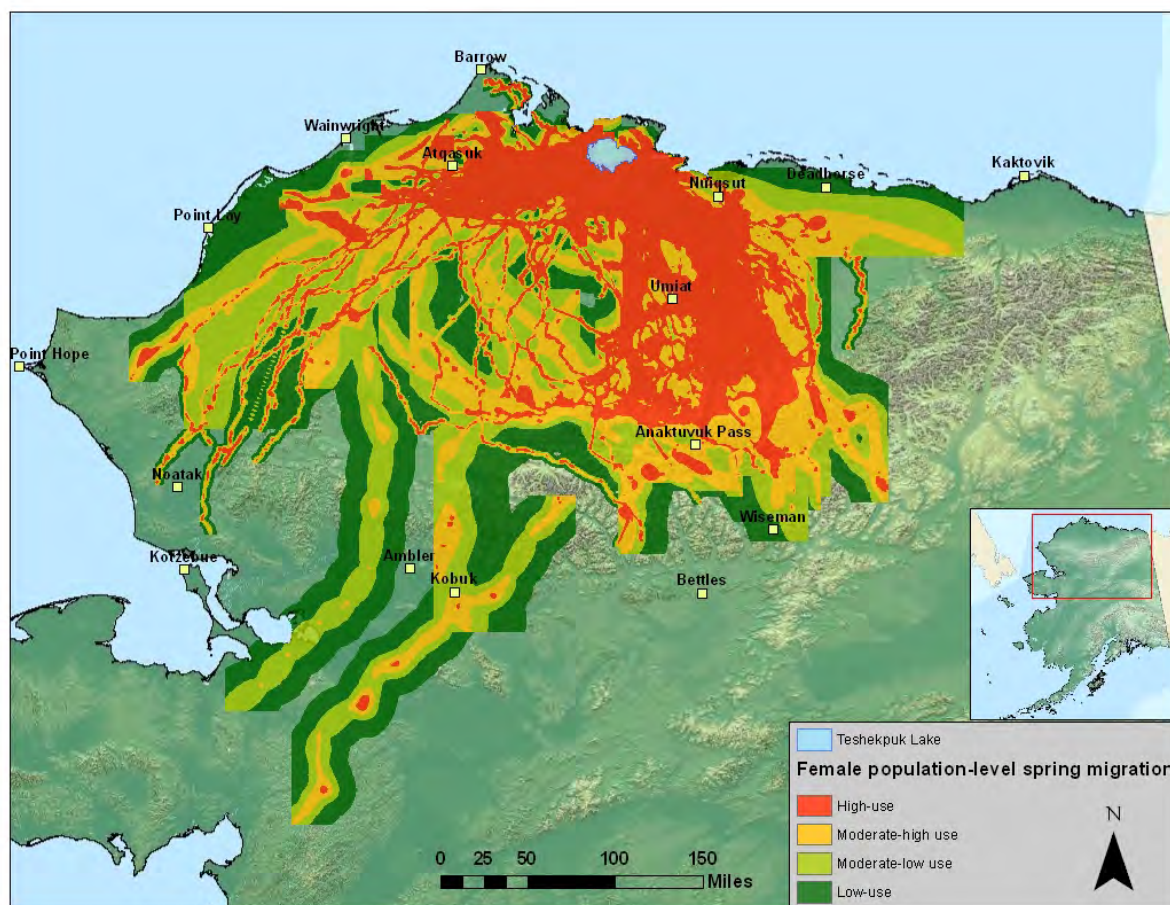 Barrow
Wainwright
Atqasuk
Kaktovik
Nuiqsut
Deadhorse
Point Lay
Umiat
Point Hope
Anaktuvuk Pass
Noatak
Wiseman
Kotzebue
Ambler
Kobuk
Bettles
0 25 50 100 150
Miles
Teshekpuk Lake
Female population-level spring migration
High-use
Moderate-high use
Moderate-low use
Low-use
N